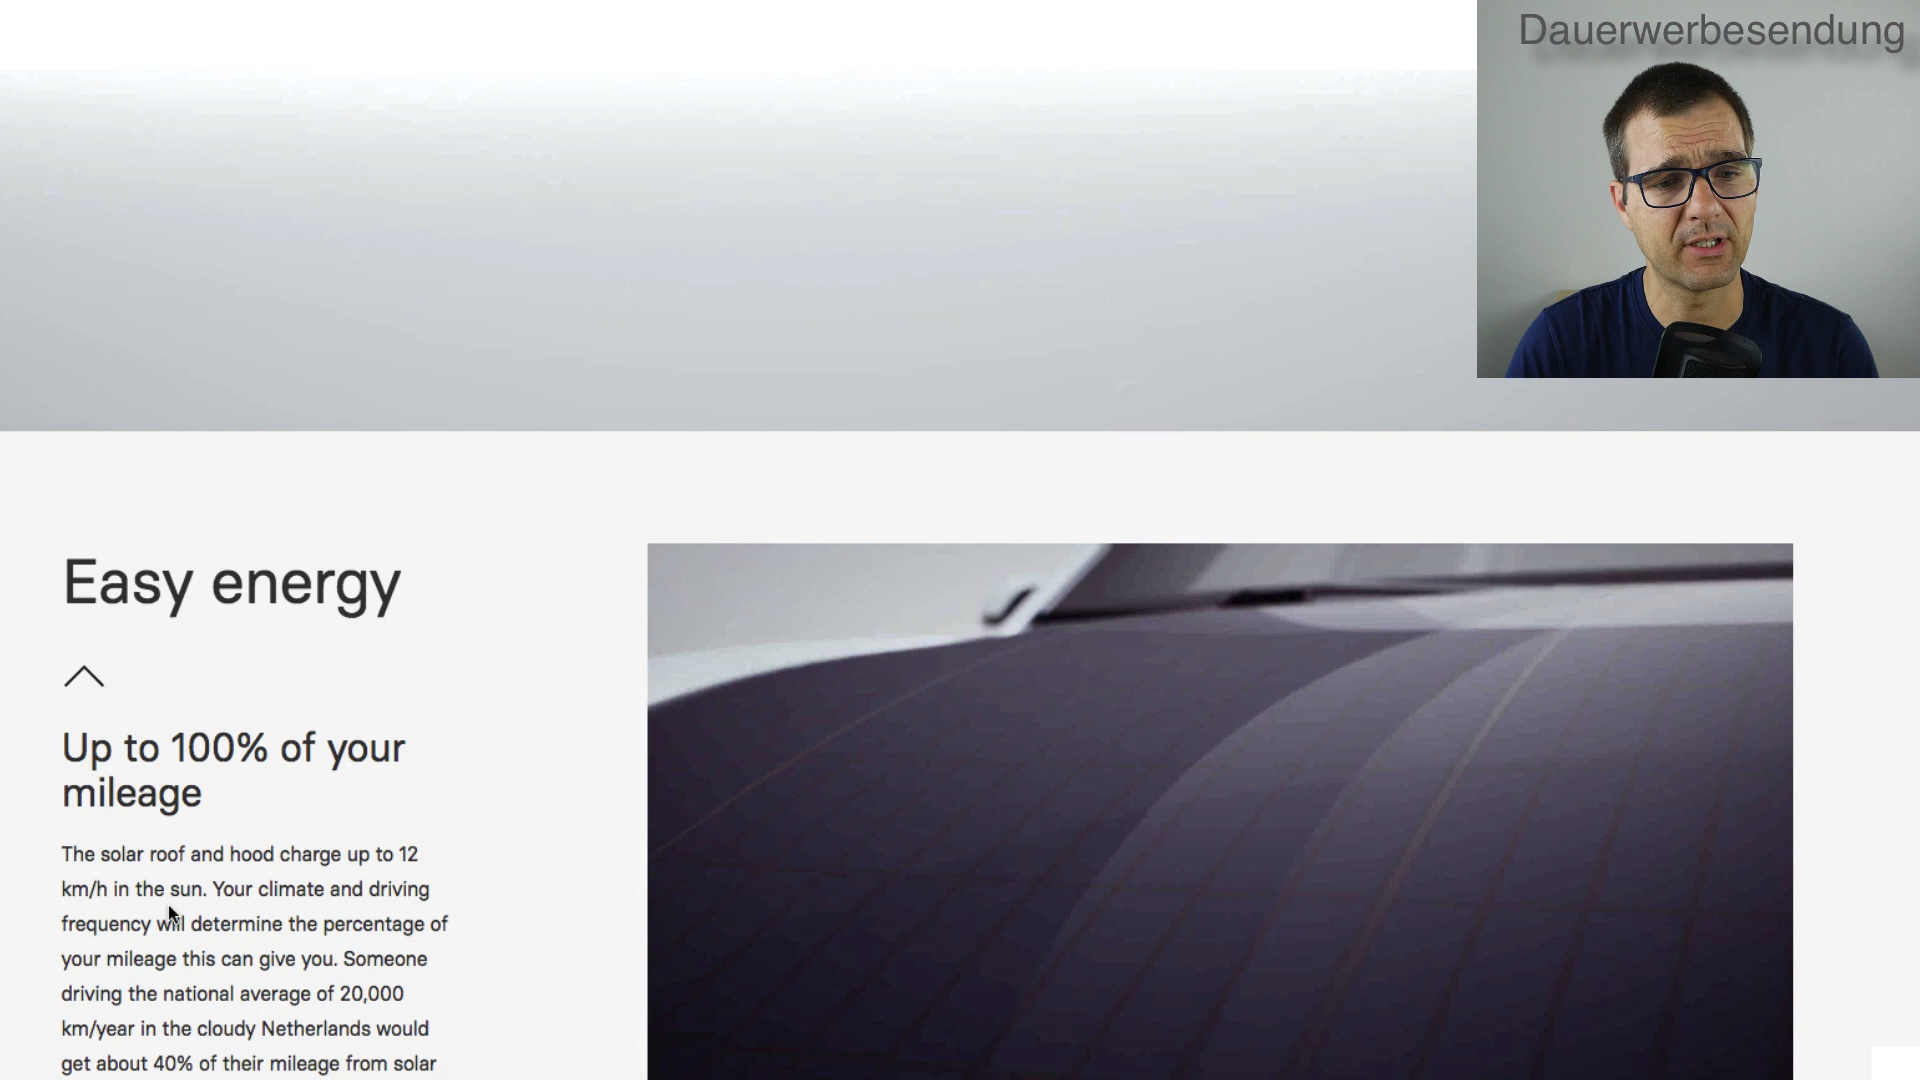 Dauerwerbesendung
Easy energy
Up to 100% of your
mileage
The solar roof and hood charge up to 12
km/h in the sun. Your climate and driving
frequency will determine the percentage of
your mileage this can give you. Someone
driving the national average of 20,000
km/year in the cloudy Netherlands would
get about 40% of their mileage from solar